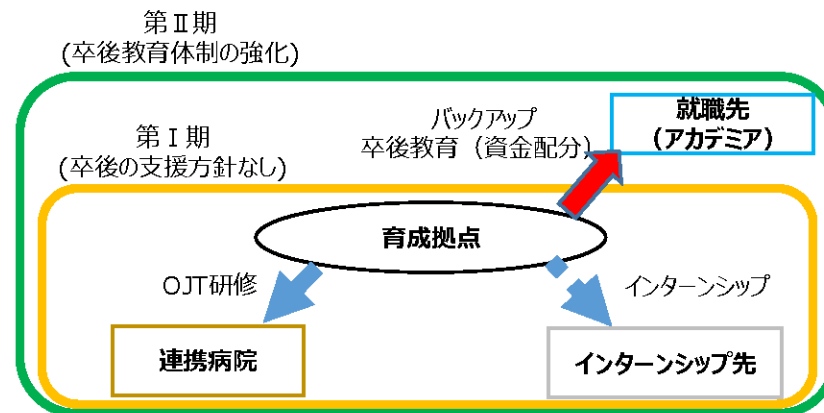 第Ⅱ期
(卒後教育体制の強化)
就職先
(アカデミア)
バックアップ
卒後教育（資金配分）
第Ⅰ期
(卒後の支援方針なし)
育成拠点
OJT研修
インターンシップ
連携病院
インターンシップ先